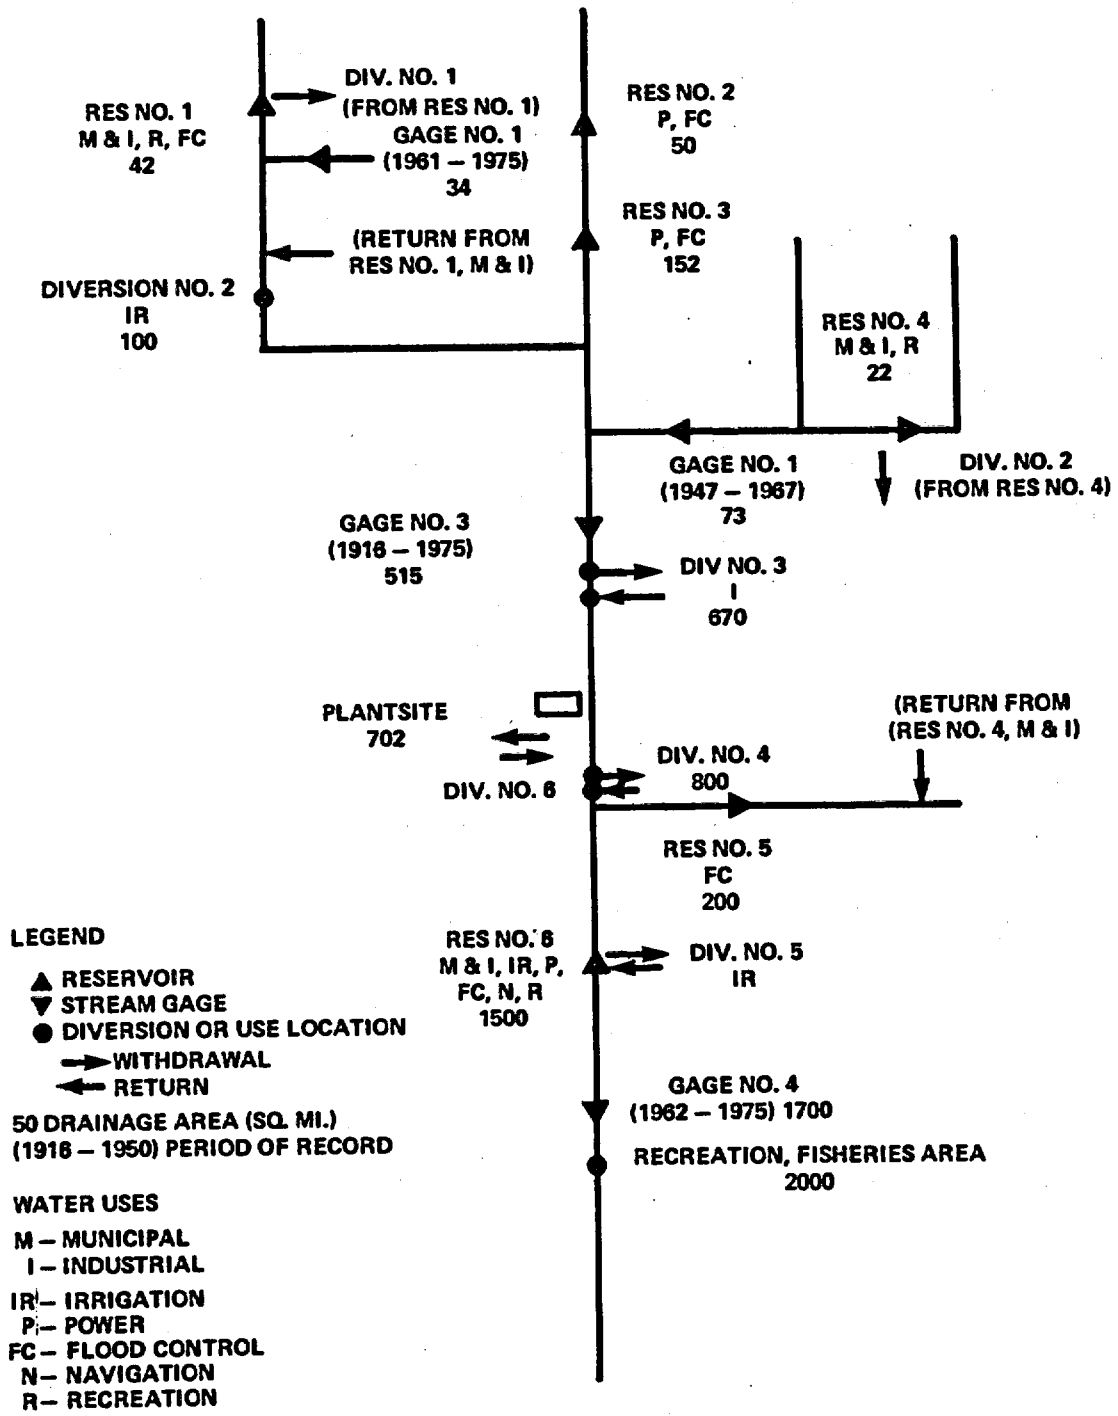 DIV. NO. 1
(FROM RES NO. 1)
RES NO. 1
M & I, R, FC
42
GAGE NO. 1
(1961 – 1975)
34
RES NO. 2
P, FC
50
RES NO. 3
P, FC
152
(RETURN FROM
RES NO. 1, M & I)
DIVERSION NO. 2
IR
100
RES NO. 4
M & I, R
22
GAGE NO. 1
(1947 – 1967)
73
DIV. NO. 2
(FROM RES NO. 4)
GAGE NO. 3
(1916 – 1975)
515
DIV NO. 3
I
670
PLANTSITE
702
(RETURN FROM
(RES NO. 4, M & I)
DIV. NO. 4
800
DIV. NO. 6
RES NO. 5
FC
200
RES NO. 6
M & I, IR, P,
FC, N, R
1500
DIV. NO. 5
IR
GAGE NO. 4
(1962 – 1975) 1700
RECREATION, FISHERIES AREA
2000
LEGEND
RESERVOIR
STREAM GAGE
DIVERSION OR USE LOCATION
WITHDRAWAL
RETURN
50 DRAINAGE AREA (SQ. MI.)
(1916 – 1950) PERIOD OF RECORD
WATER USES
M – MUNICIPAL
I – INDUSTRIAL
IR – IRRIGATION
P – POWER
FC – FLOOD CONTROL
N – NAVIGATION
R – RECREATION